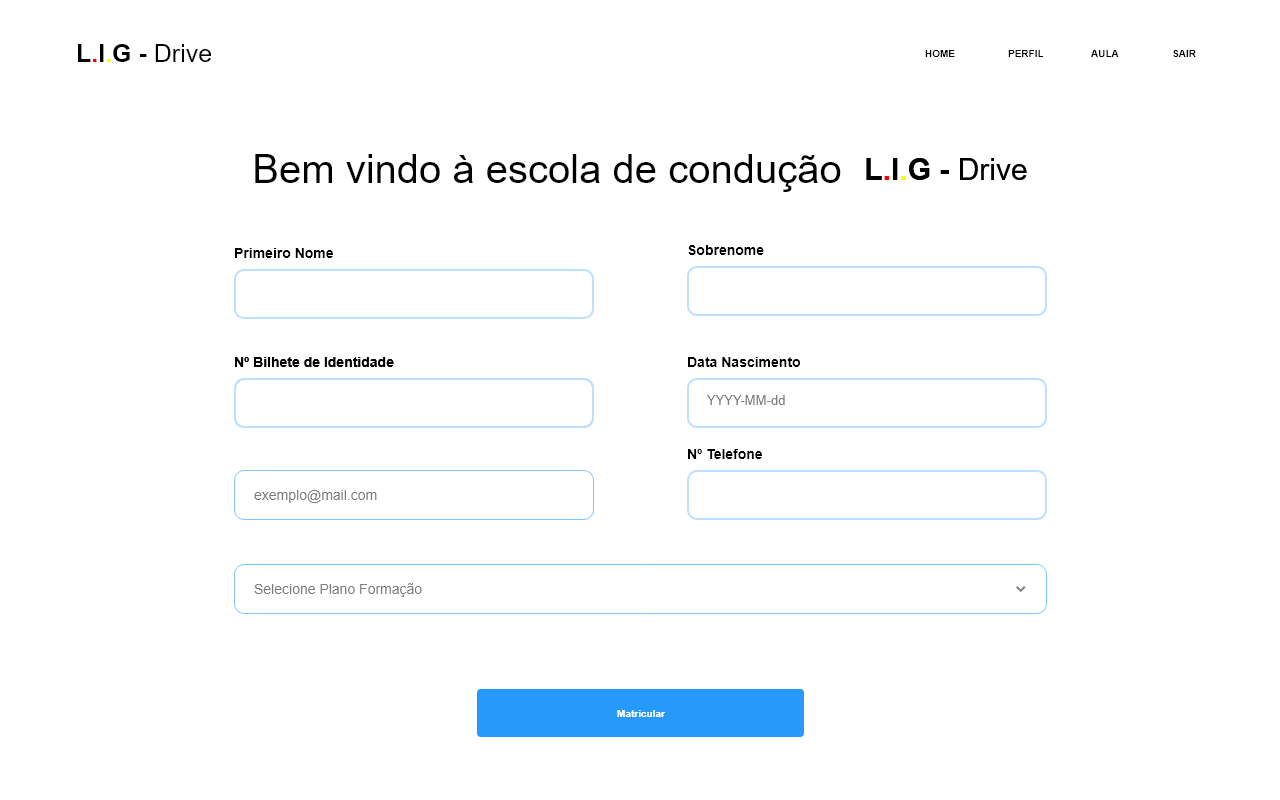 L.I.G - Drive
HOME PERFIL AULA SAIR
Bem vindo à escola de condução L.I.G - Drive
Primeiro Nome
Sobrenome
Nº Bilhete de Identidade
Data Nascimento
YYYY-MM-dd
Nº Telefone
exemplo@mail.com
Selecione Plano Formação
Matricular